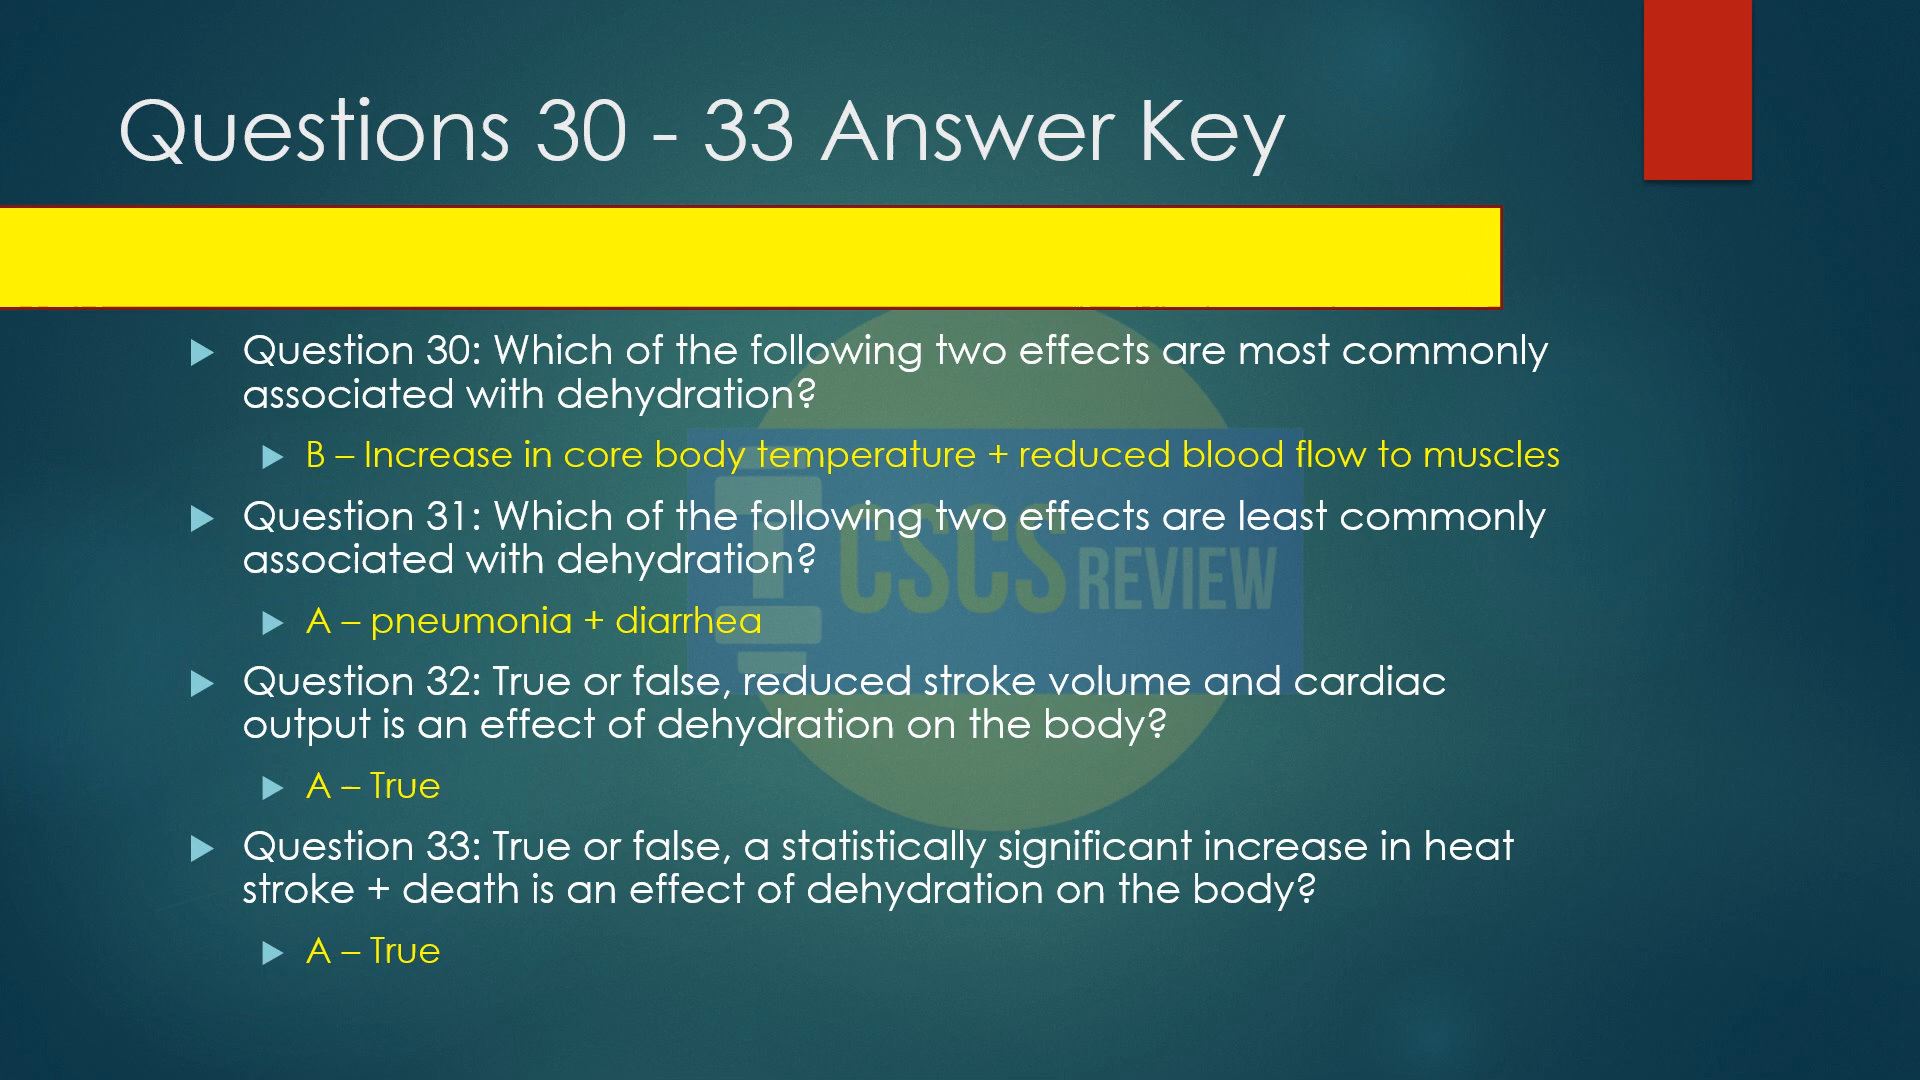 Questions 30 - 33 Answer Key
Question 30: Which of the following two effects are most commonly
associated with dehydration?
B – Increase in core body temperature + reduced blood flow to muscles
Question 31: Which of the following two effects are least commonly
associated with dehydration?
A – pneumonia + diarrhea
Question 32: True or false, reduced stroke volume and cardiac
output is an effect of dehydration on the body?
A – True
Question 33: True or false, a statistically significant increase in heat
stroke + death is an effect of dehydration on the body?
A – True
CSCS REVIEW